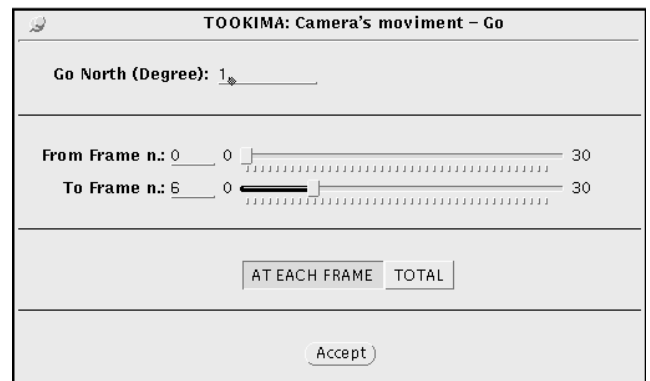 TOOKIMA: Camera's moviment – Go
Go North (Degree): 1
From Frame n.: 0 0 30
To Frame n.: 6 0 30
AT EACH FRAME TOTAL
Accept